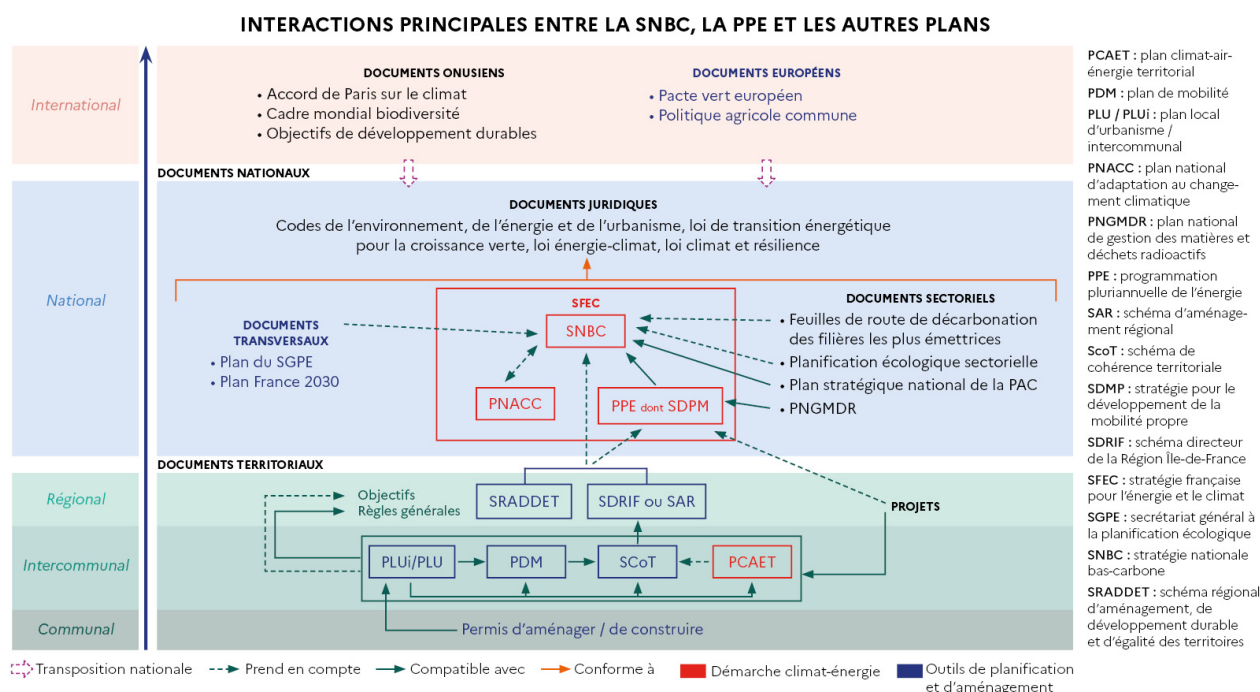 INTERACTIONS PRINCIPALES ENTRE LA SNBC, LA PPE ET LES AUTRES PLANS
International
DOCUMENTS ONUSIENS
• Accord de Paris sur le climat
• Cadre mondial biodiversité
• Objectifs de développement durables
DOCUMENTS EUROPÉENS
• Pacte vert européen
• Politique agricole commune
DOCUMENTS NATIONAUX
National
DOCUMENTS JURIDIQUES
Codes de l'environnement, de l'énergie et de l'urbanisme, loi de transition énergétique
pour la croissance verte, loi énergie-climat, loi climat et résilience
DOCUMENTS
TRANSVERSAUX
• Plan du SGPE
• Plan France 2030
SFEC
SNBC
PNACC
PPE dont SDPM
DOCUMENTS SECTORIELS
• Feuilles de route de décarbonation
des filières les plus émettrices
• Planification écologique sectorielle
• Plan stratégique national de la PAC
• PNGMDR
DOCUMENTS TERRITORIAUX
Régional
Objectifs
Règles générales
SRADDET
SDRIF ou SAR
PROJETS
Intercommunal
PLUi/PLU
PDM
SCoT
PCAET
Communal
Permis d'aménager / de construire
PCAET : plan climat-air-
énergie territorial
PDM : plan de mobilité
PLU / PLUi : plan local
d'urbanisme /
intercommunal
PNACC : plan national
d'adaptation au change-
ment climatique
PNGMDR : plan national
de gestion des matières et
déchets radioactifs
PPE : programmation
pluriannuelle de l'énergie
SAR : schéma d'aména-
gement régional
ScoT : schéma de
cohérence territoriale
SDMP : stratégie pour le
développement de la
mobilité propre
SDRIF : schéma directeur
de la Région Île-de-France
SFEC : stratégie française
pour l'énergie et le climat
SGPE : secrétariat général à
la planification écologique
SNBC : stratégie nationale
bas-carbone
SRADDET : schéma régional
d'aménagement, de
développement durable
et d'égalité des territoires
Transposition nationale
Prend en compte
Compatible avec
Conforme à
Démarche climat-énergie
Outils de planification
et d'aménagement